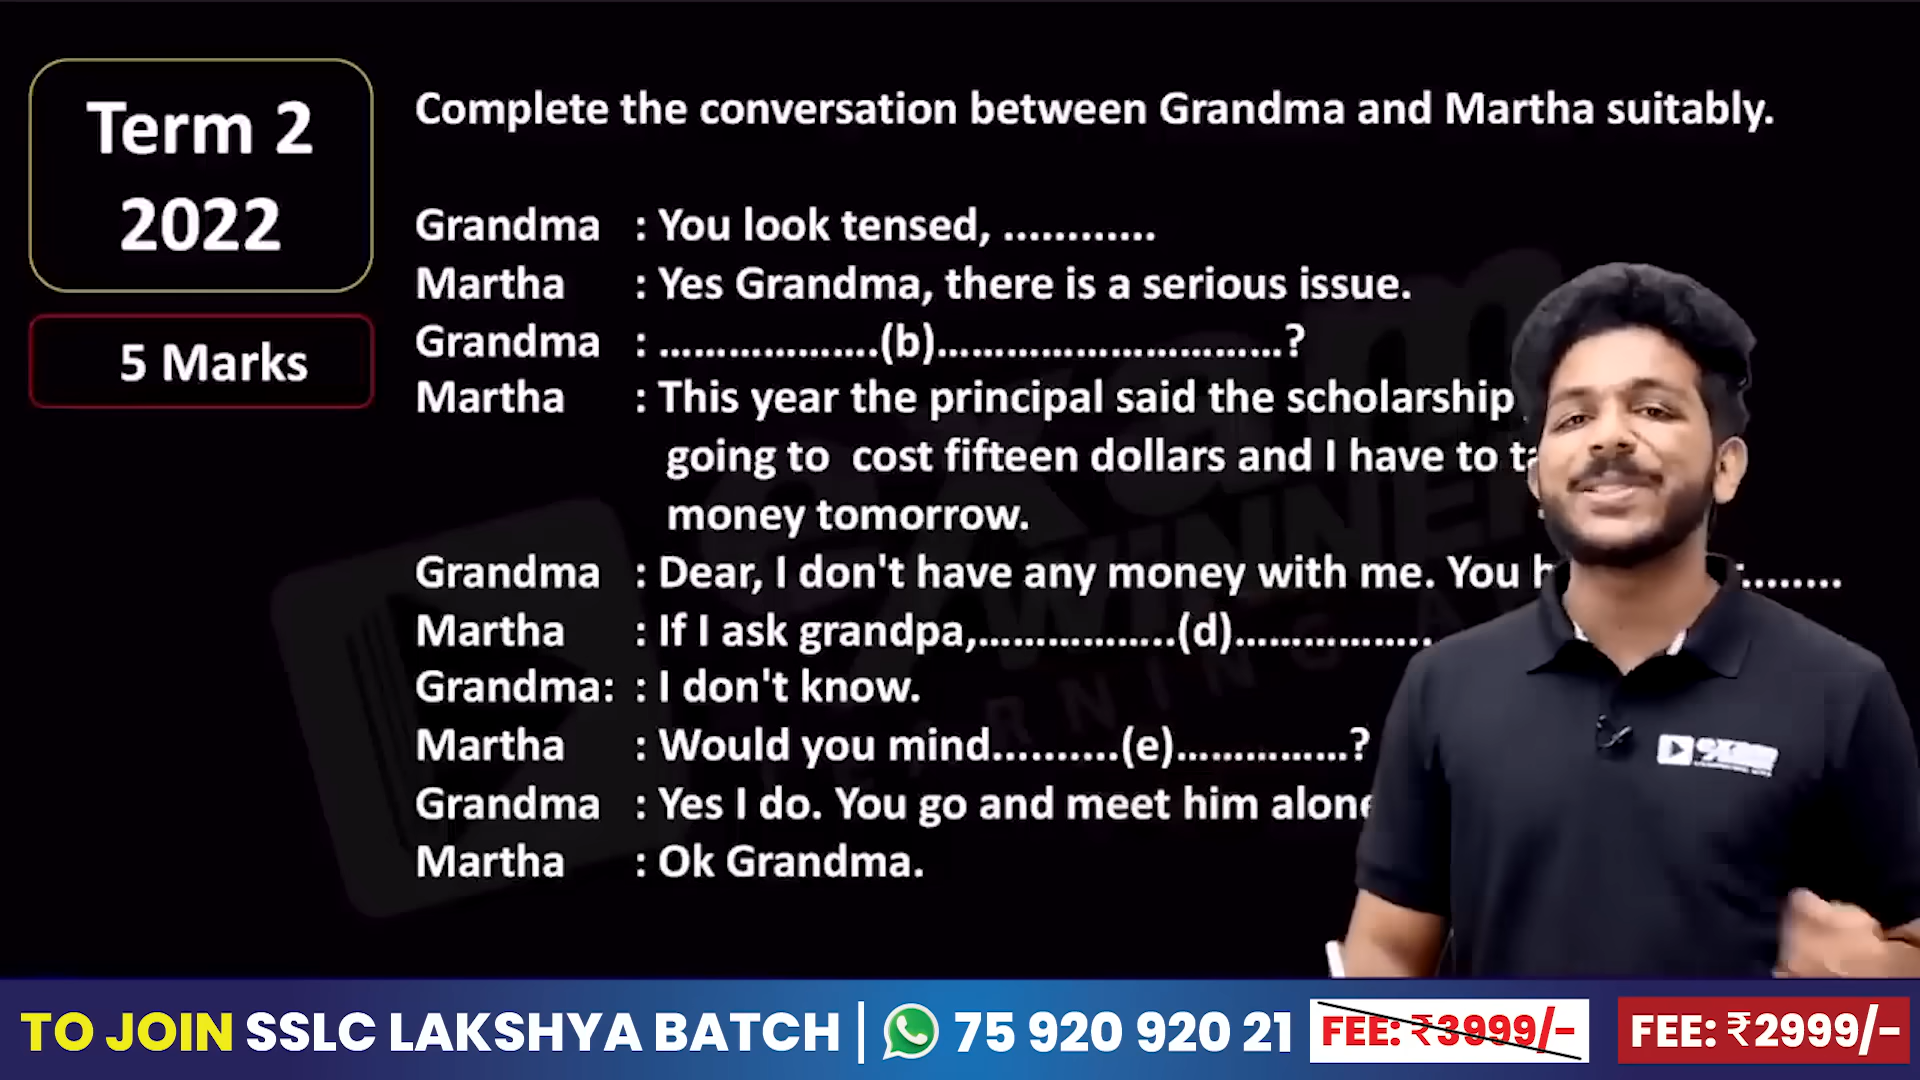 Term 2
2022
5 Marks
Complete the conversation between Grandma and Martha suitably.
Grandma : You look tensed, ............
Martha : Yes Grandma, there is a serious issue.
Grandma : ……………….(b)…………………………?
Martha : This year the principal said the scholarship
going to cost fifteen dollars and I have to
money tomorrow.
Grandma : Dear, I don't have any money with me. You ........
Martha : If I ask grandpa,……………..(d)……………..
Grandma: : I don't know.
Martha : Would you mind..........(e)……………?
Grandma : Yes I do. You go and meet him alone
Martha : Ok Grandma.
exam
WINNER
LEARNING A
exam
TO JOIN SSLC LAKSHYA BATCH | 75 920 920 21 FEE: ₹3999/- FEE: ₹2999/-